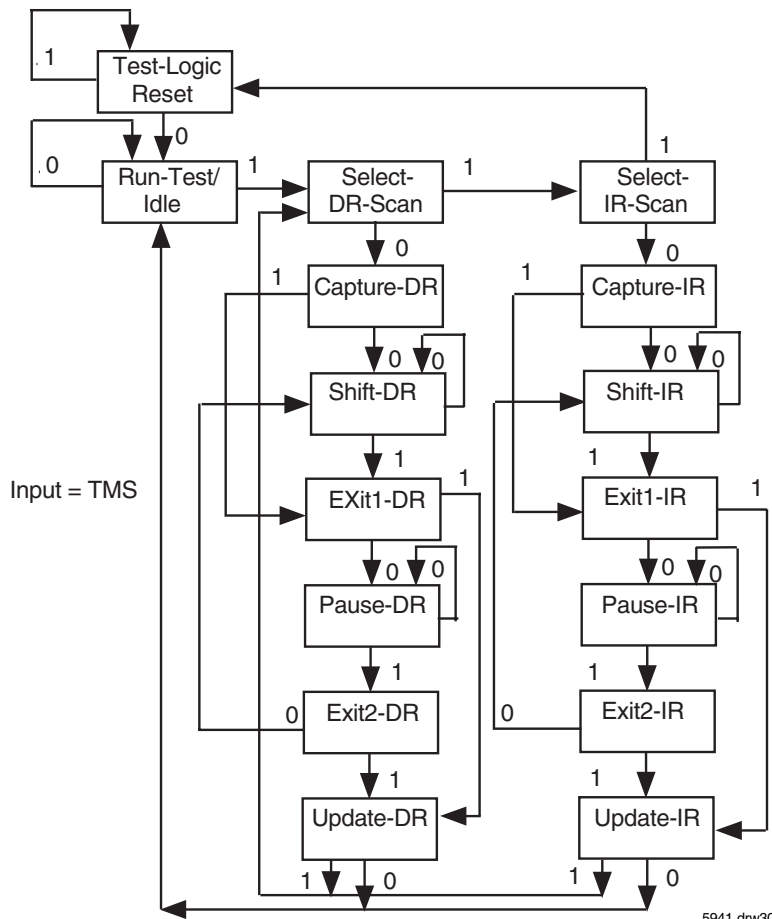 1
Test-Logic
Reset
0
0
Run-Test/
Idle
1
Select-
DR-Scan
1
Select-
IR-Scan
1
0
0
1
Capture-DR
1
Capture-IR
0
0
0
0
Shift-DR
Shift-IR
1
1
Input = TMS
EXit1-DR
1
Exit1-IR
1
0
0
0
0
Pause-DR
Pause-IR
1
1
0
Exit2-DR
0
Exit2-IR
1
1
Update-DR
Update-IR
1
0
1
0